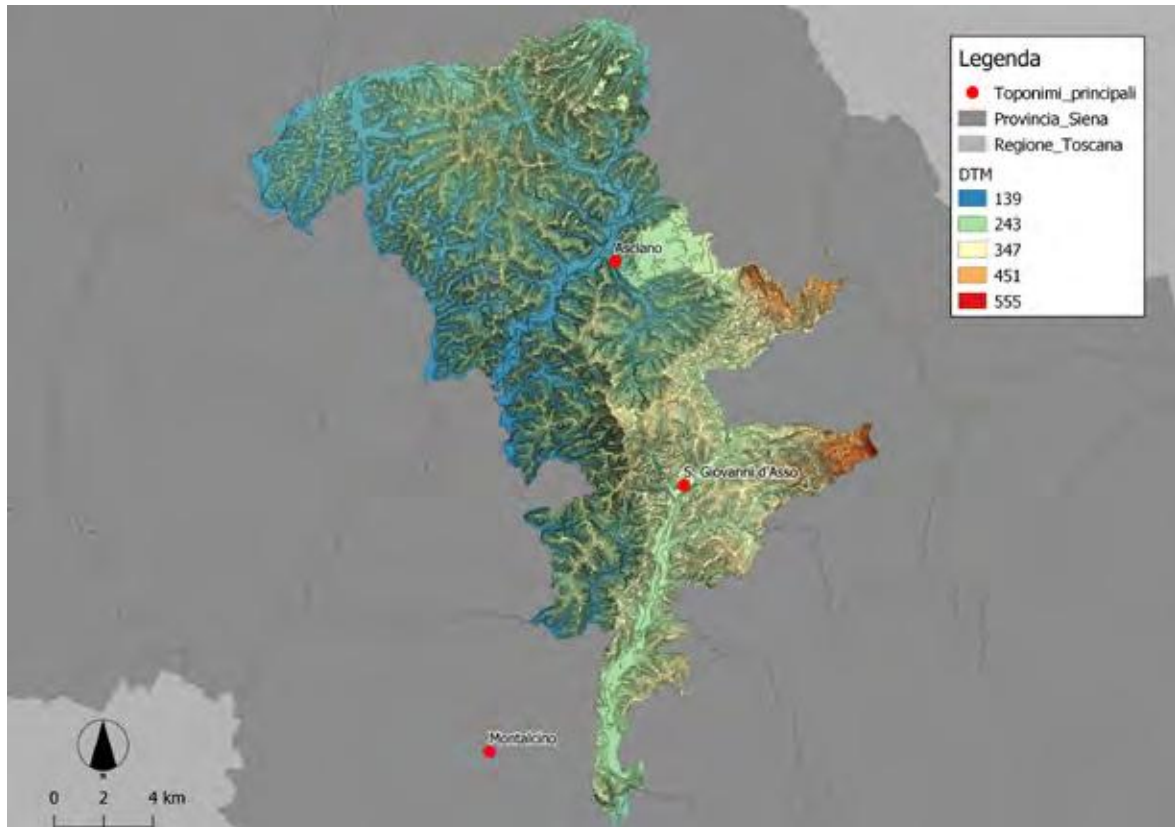 Legenda
Toponimi_principali
Provincia_Siena
Regione_Toscana
DTM
139
243
347
451
555
Asciano
S. Giovanni d'Asso
Montalcino
N
0 2 4 km